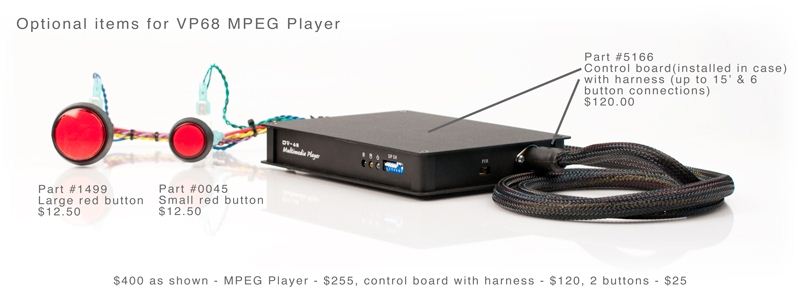 Optional items for VP68 MPEG Player
Part #5166
Control board(installed in case)
with harness (up to 15' & 6
button connections)
$120.00
DV-68
Multimedia Player
Part #1499
Large red button
$12.50
Part #0045
Small red button
$12.50
$400 as shown - MPEG Player - $255, control board with harness - $120, 2 buttons - $25